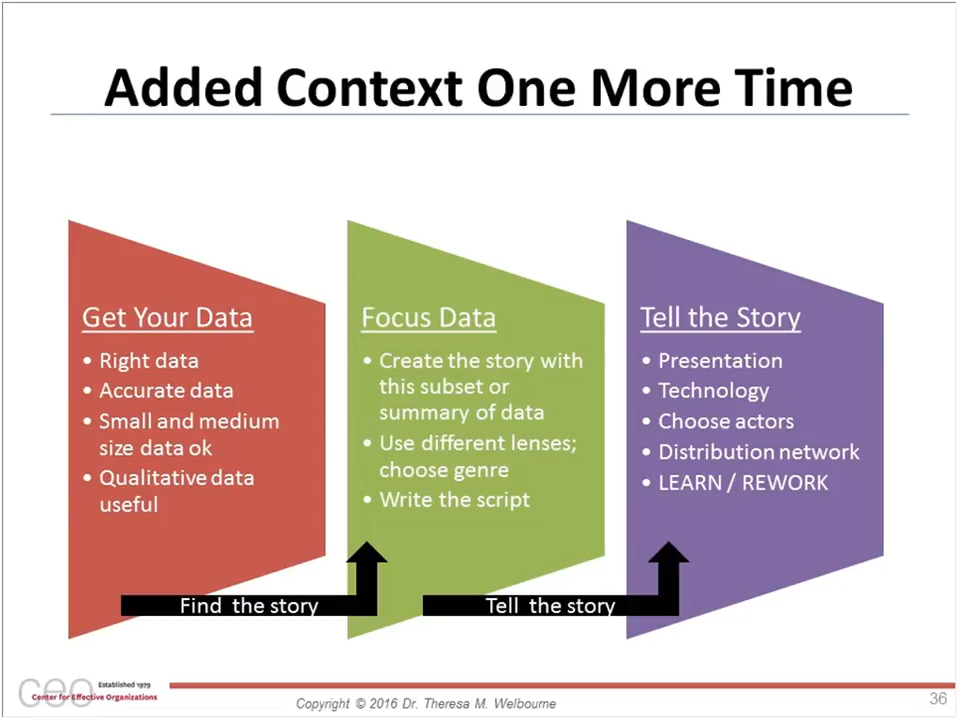 Added Context One More Time
Get Your Data
• Right data
• Accurate data
• Small and medium
size data ok
• Qualitative data
useful
Focus Data
• Create the story with
this subset or
summary of data
• Use different lenses;
choose genre
• Write the script
Tell the Story
• Presentation
• Technology
• Choose actors
• Distribution network
• LEARN / REWORK
Find the story
Tell the story
ceo
Established 1979
Center for Effective Organizations
Copyright © 2016 Dr. Theresa M. Welbourne
36